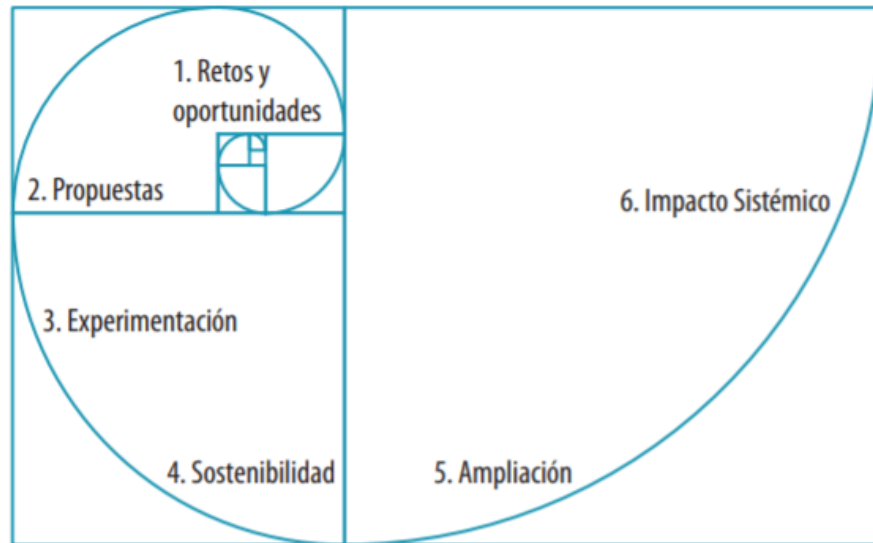 1. Retos y
oportunidades
2. Propuestas
3. Experimentación
4. Sostenibilidad
5. Ampliación
6. Impacto Sistémico